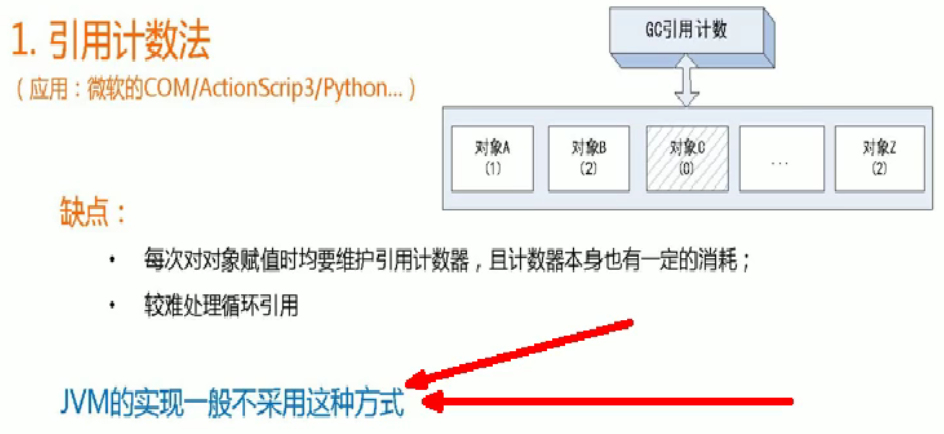 1. 引用计数法
（应用：微软的COM/ActionScrip3/Python...）
GC引用计数
对象A
(1)
对象B
(2)
对象C
(0)
...
对象Z
(2)
缺点：
• 每次对对象赋值时均要维护引用计数器，且计数器本身也有一定的消耗；
• 较难处理循环引用
JVM的实现一般不采用这种方式